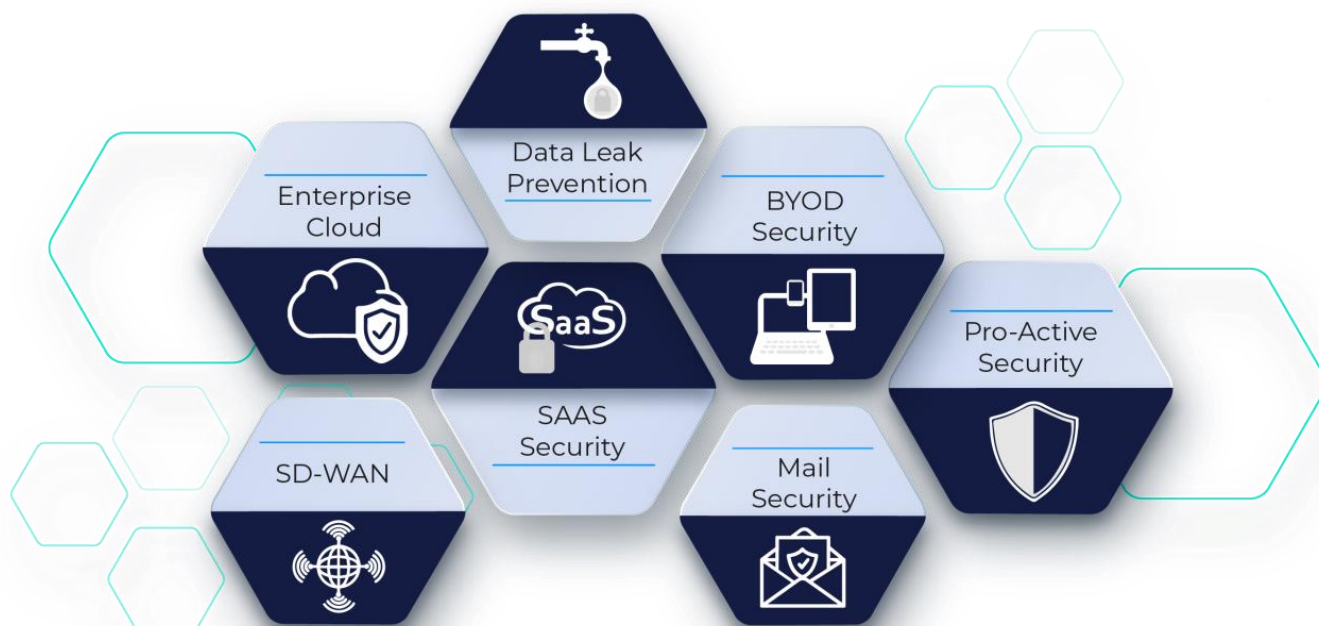 Data Leak
Prevention
Enterprise
Cloud
BYOD
Security
SaaS
Pro-Active
Security
SAAS
Security
SD-WAN
Mail
Security